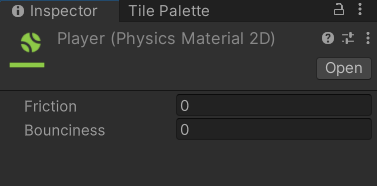 Inspector Tile Palette
Player (Physics Material 2D)
Open
Friction 0
Bounciness 0